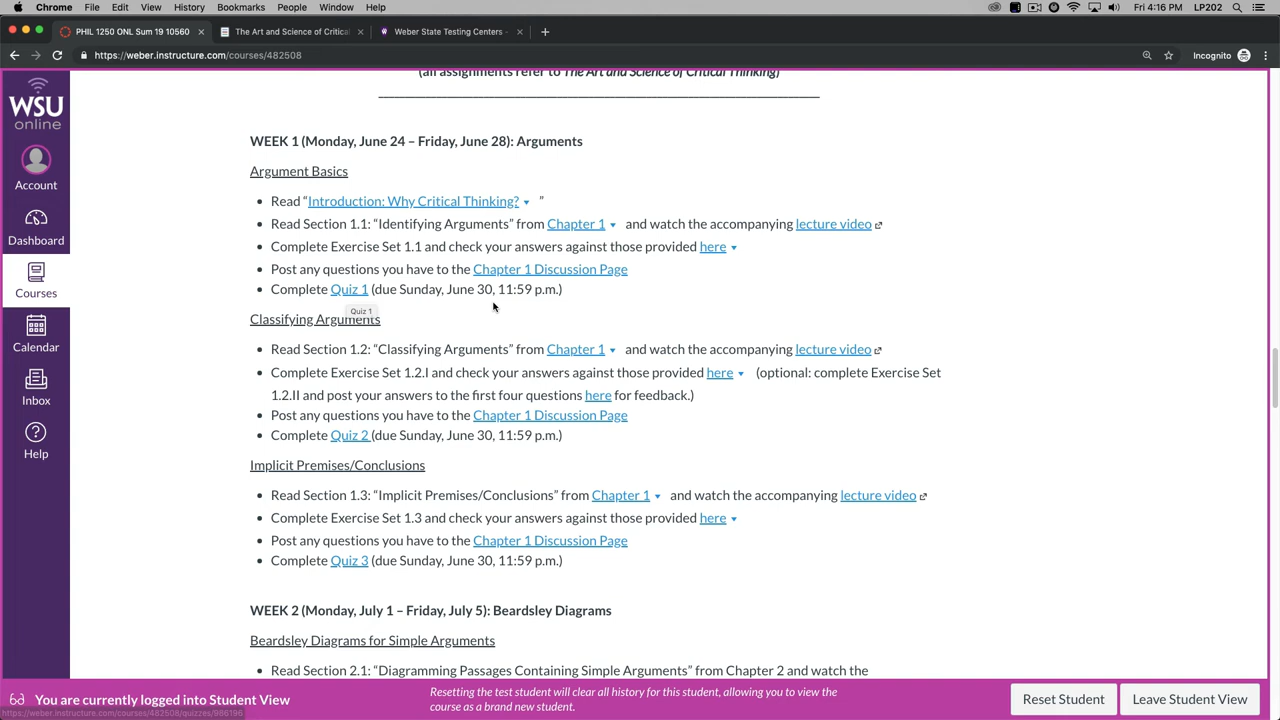 Chrome File Edit View History Bookmarks People Window Help
Fri 4:16 PM LP202
PHIL 1250 ONL Sum 19 10560
The Art and Science of Critical
Weber State Testing Centers -
https://weber.instructure.com/courses/482508
Incognito
(all assignments refer to The Art and Science of Critical Thinking)
WSU
online
Account
Dashboard
Courses
Calendar
Inbox
Help
WEEK 1 (Monday, June 24 – Friday, June 28): Arguments
Argument Basics
• Read “Introduction: Why Critical Thinking? ”
• Read Section 1.1: “Identifying Arguments” from Chapter 1 and watch the accompanying lecture video
• Complete Exercise Set 1.1 and check your answers against those provided here
• Post any questions you have to the Chapter 1 Discussion Page
• Complete Quiz 1 (due Sunday, June 30, 11:59 p.m.)
Quiz 1
Classifying Arguments
• Read Section 1.2: “Classifying Arguments” from Chapter 1 and watch the accompanying lecture video
• Complete Exercise Set 1.2.I and check your answers against those provided here (optional: complete Exercise Set
1.2.II and post your answers to the first four questions here for feedback.)
• Post any questions you have to the Chapter 1 Discussion Page
• Complete Quiz 2 (due Sunday, June 30, 11:59 p.m.)
Implicit Premises/Conclusions
• Read Section 1.3: “Implicit Premises/Conclusions” from Chapter 1 and watch the accompanying lecture video
• Complete Exercise Set 1.3 and check your answers against those provided here
• Post any questions you have to the Chapter 1 Discussion Page
• Complete Quiz 3 (due Sunday, June 30, 11:59 p.m.)
WEEK 2 (Monday, July 1 – Friday, July 5): Beardsley Diagrams
Beardsley Diagrams for Simple Arguments
• Read Section 2.1: “Diagramming Passages Containing Simple Arguments” from Chapter 2 and watch the
You are currently logged into Student View
Resetting the test student will clear all history for this student, allowing you to view the
course as a brand new student.
Reset Student
Leave Student View
https://weber.instructure.com/courses/482508/quizzes/986196